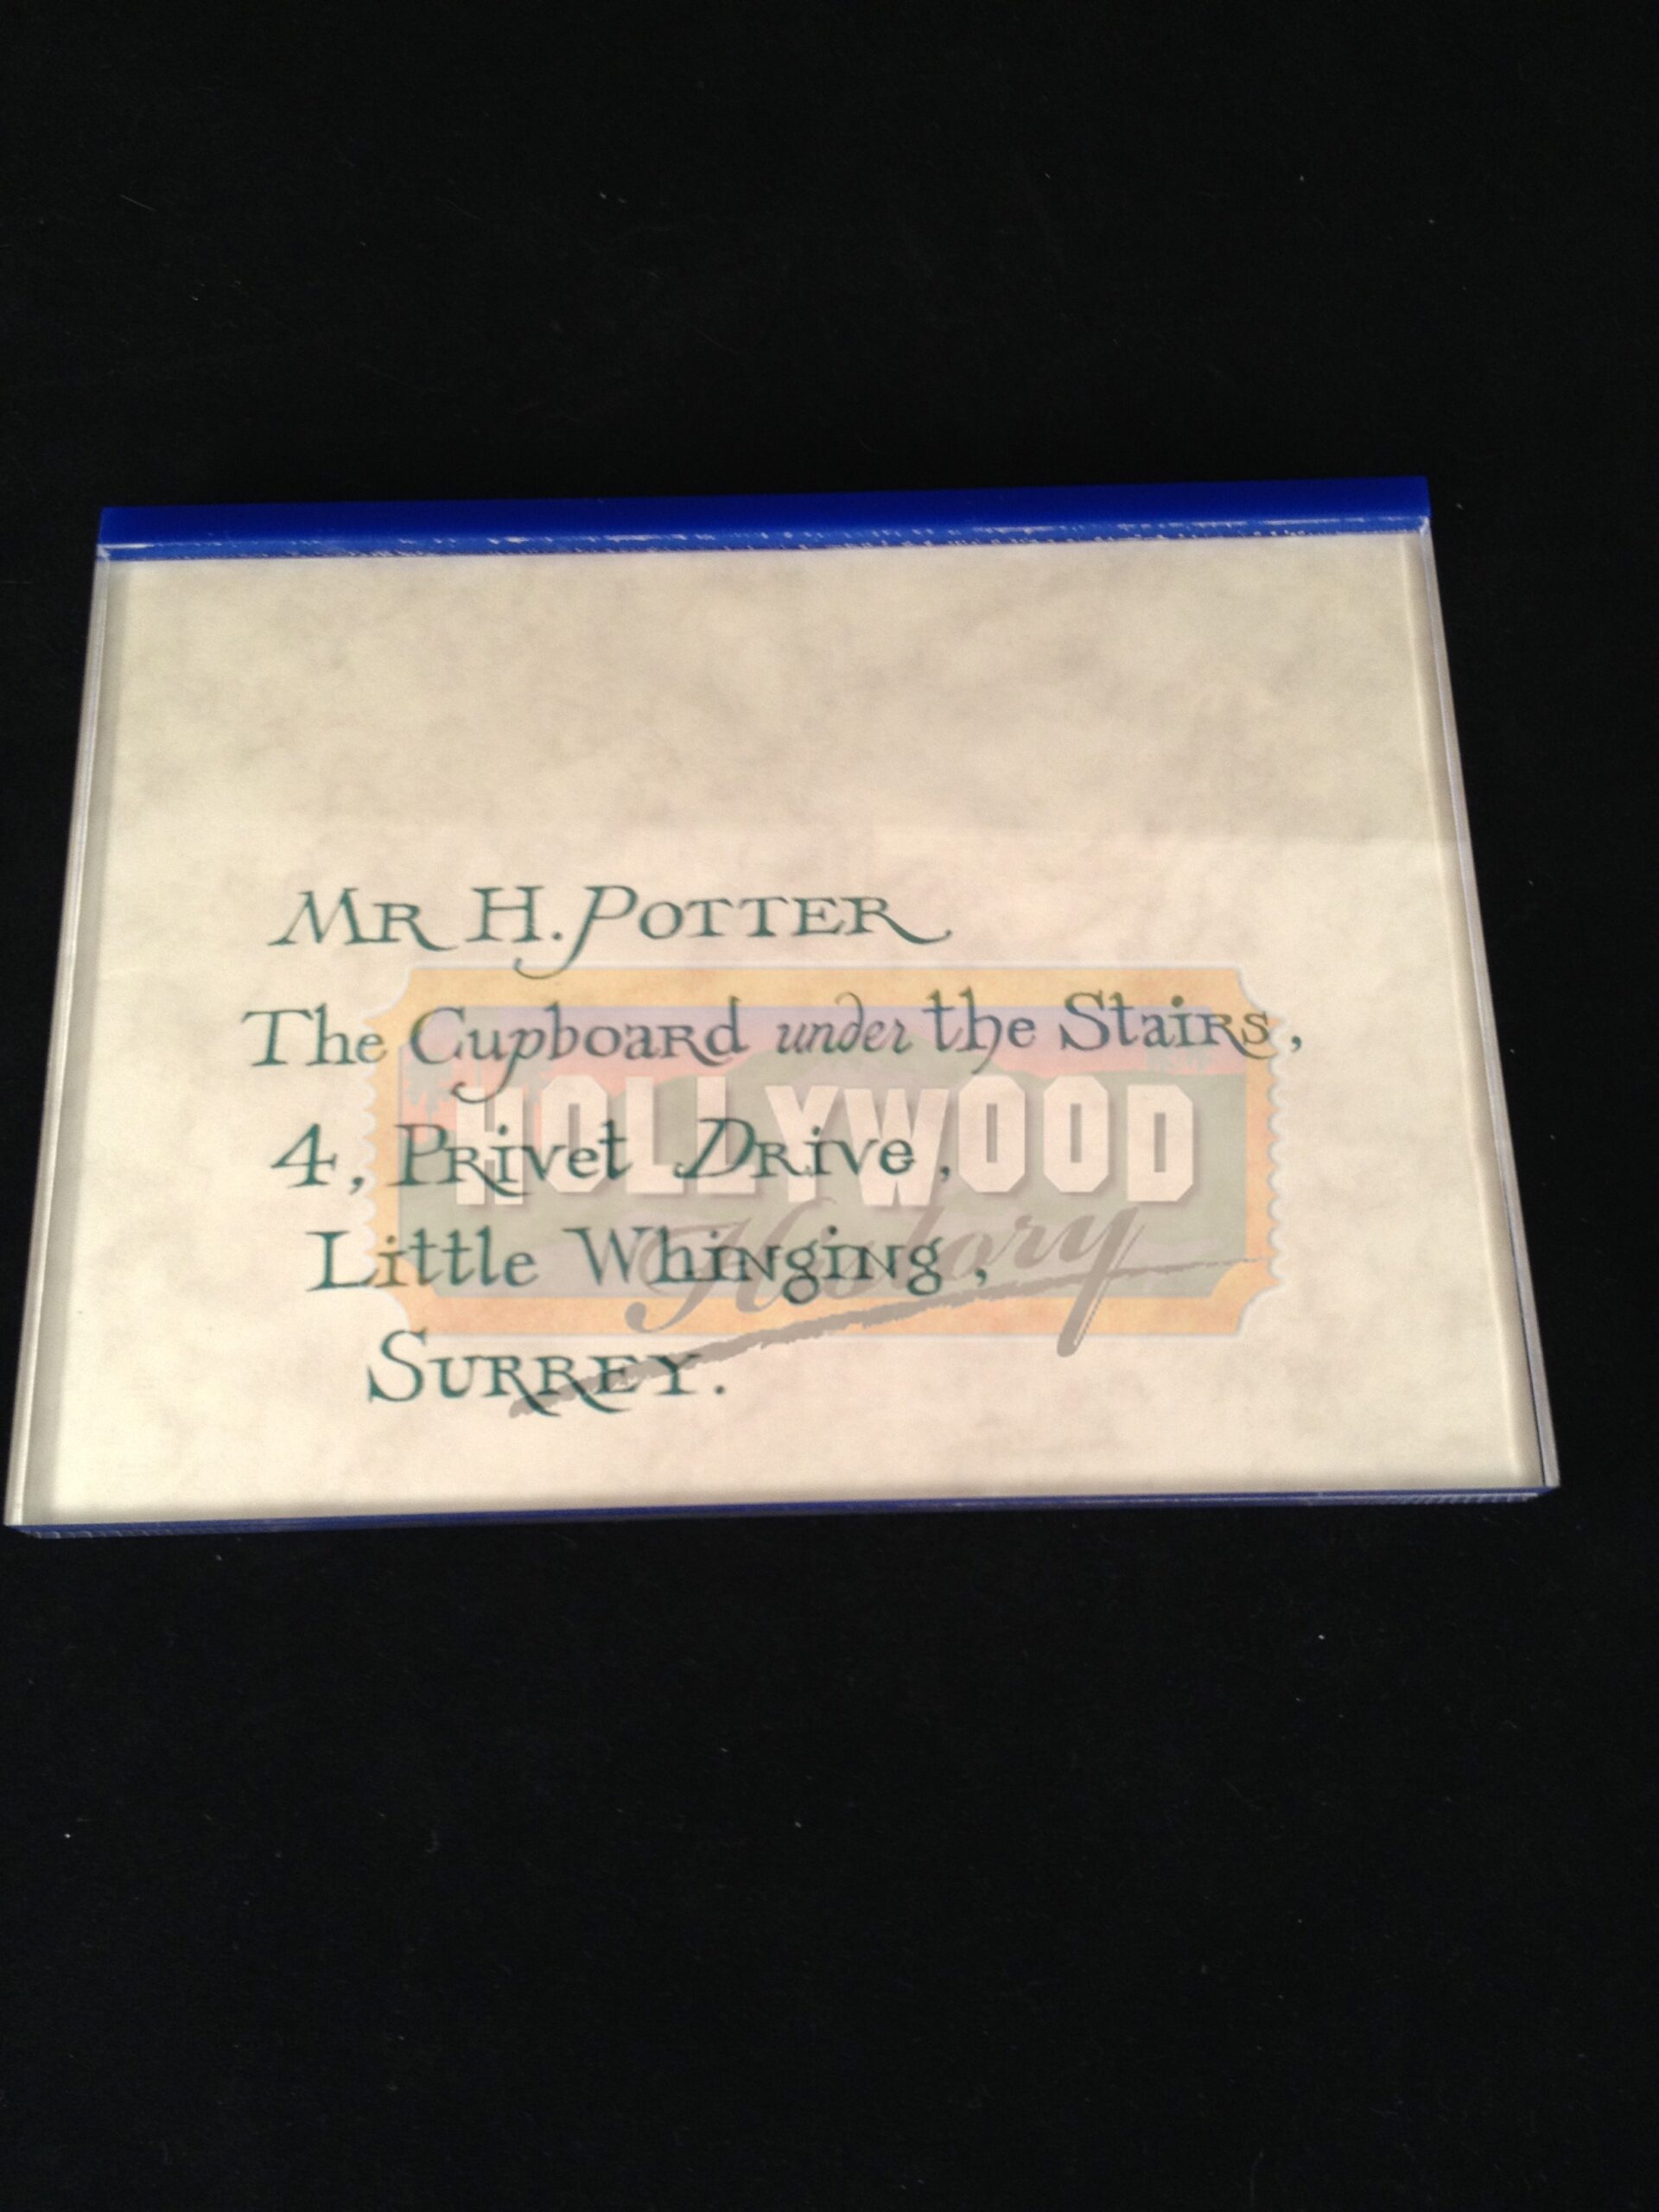 Mr H. Potter
The Cupboard under the Stairs,
4, Privet Drive,
Little Whinging,
Surrey.
HOLLYWOOD
History